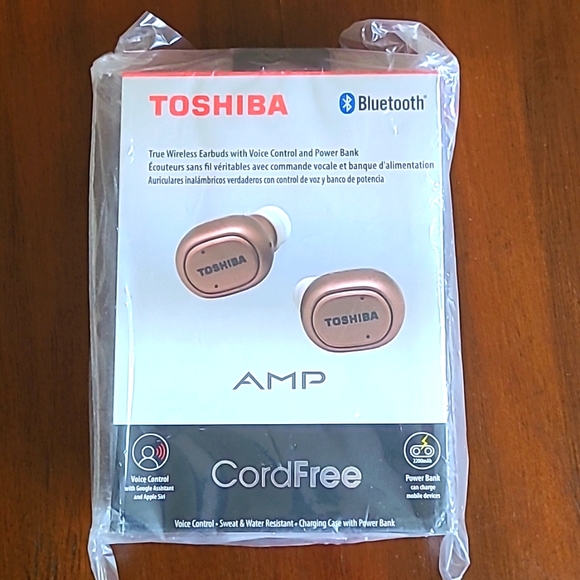 TOSHIBA
Bluetooth®
True Wireless Earbuds with Voice Control and Power Bank
Écouteurs sans fil véritables avec commande vocale et banque d'alimentation
Auriculares inalámbricos verdaderos con control de voz y banco de potencia
TOSHIBA
TOSHIBA
AMP
CordFree
Voice Control
with Google Assistant
and Apple Siri
2200mAh
Power Bank
can charge
mobile devices
Voice Control • Sweat & Water Resistant • Charging Case with Power Bank